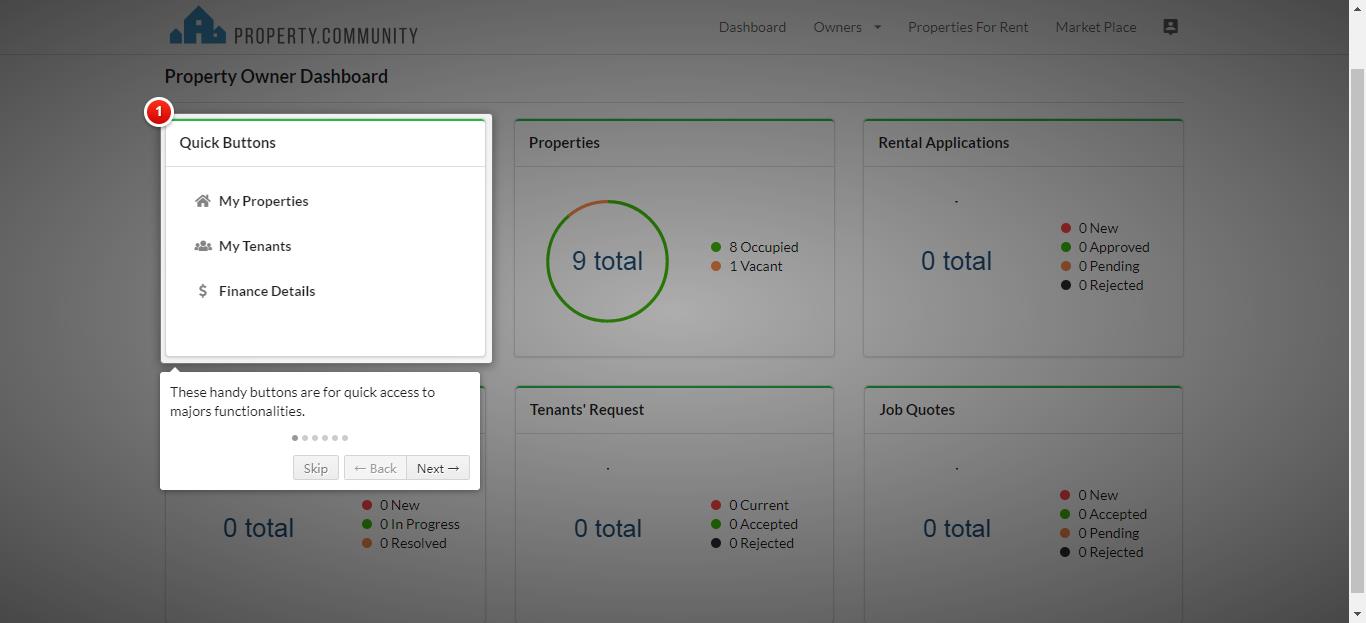 PROPERTY.COMMUNITY
Dashboard
Owners
Properties For Rent
Market Place
Property Owner Dashboard
1
Quick Buttons
My Properties
My Tenants
$ Finance Details
Properties
9 total
8 Occupied
1 Vacant
Rental Applications
0 total
0 New
0 Approved
0 Pending
0 Rejected
These handy buttons are for quick access to
majors functionalities.
Skip
← Back
Next →
0 total
0 New
0 In Progress
0 Resolved
Tenants' Request
0 total
0 Current
0 Accepted
0 Rejected
Job Quotes
0 total
0 New
0 Accepted
0 Pending
0 Rejected